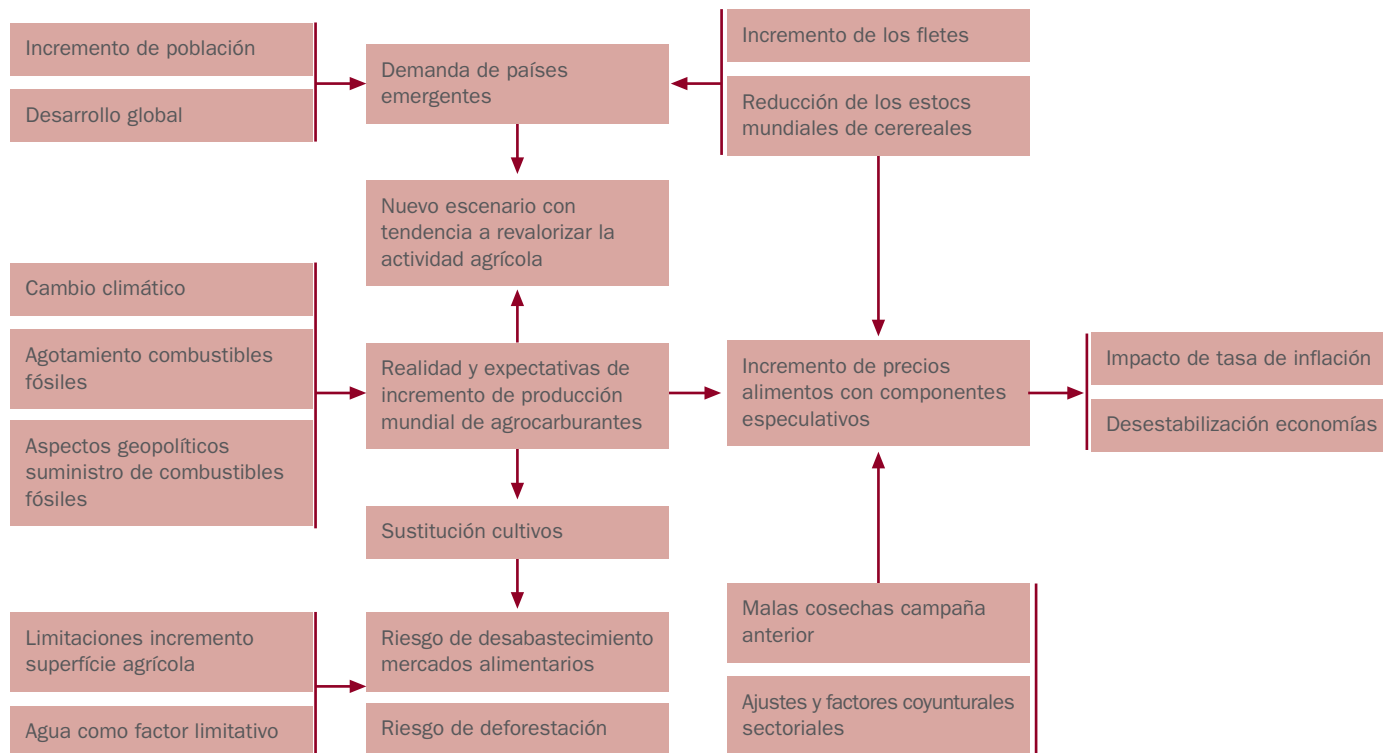 Incremento de población
Desarrollo global
Demanda de países
emergentes
Incremento de los fletes
Reducción de los estocs
mundiales de cerereales
Nuevo escenario con
tendencia a revalorizar la
actividad agrícola
Cambio climático
Agotamiento combustibles
fósiles
Aspectos geopolíticos
suministro de combustibles
fósiles
Realidad y expectativas de
incremento de producción
mundial de agrocarburantes
Incremento de precios
alimentos con componentes
especulativos
Impacto de tasa de inflación
Desestabilización economías
Sustitución cultivos
Limitaciones incremento
superfície agrícola
Agua como factor limitativo
Riesgo de desabastecimiento
mercados alimentarios
Riesgo de deforestación
Malas cosechas campaña
anterior
Ajustes y factores coyunturales
sectoriales